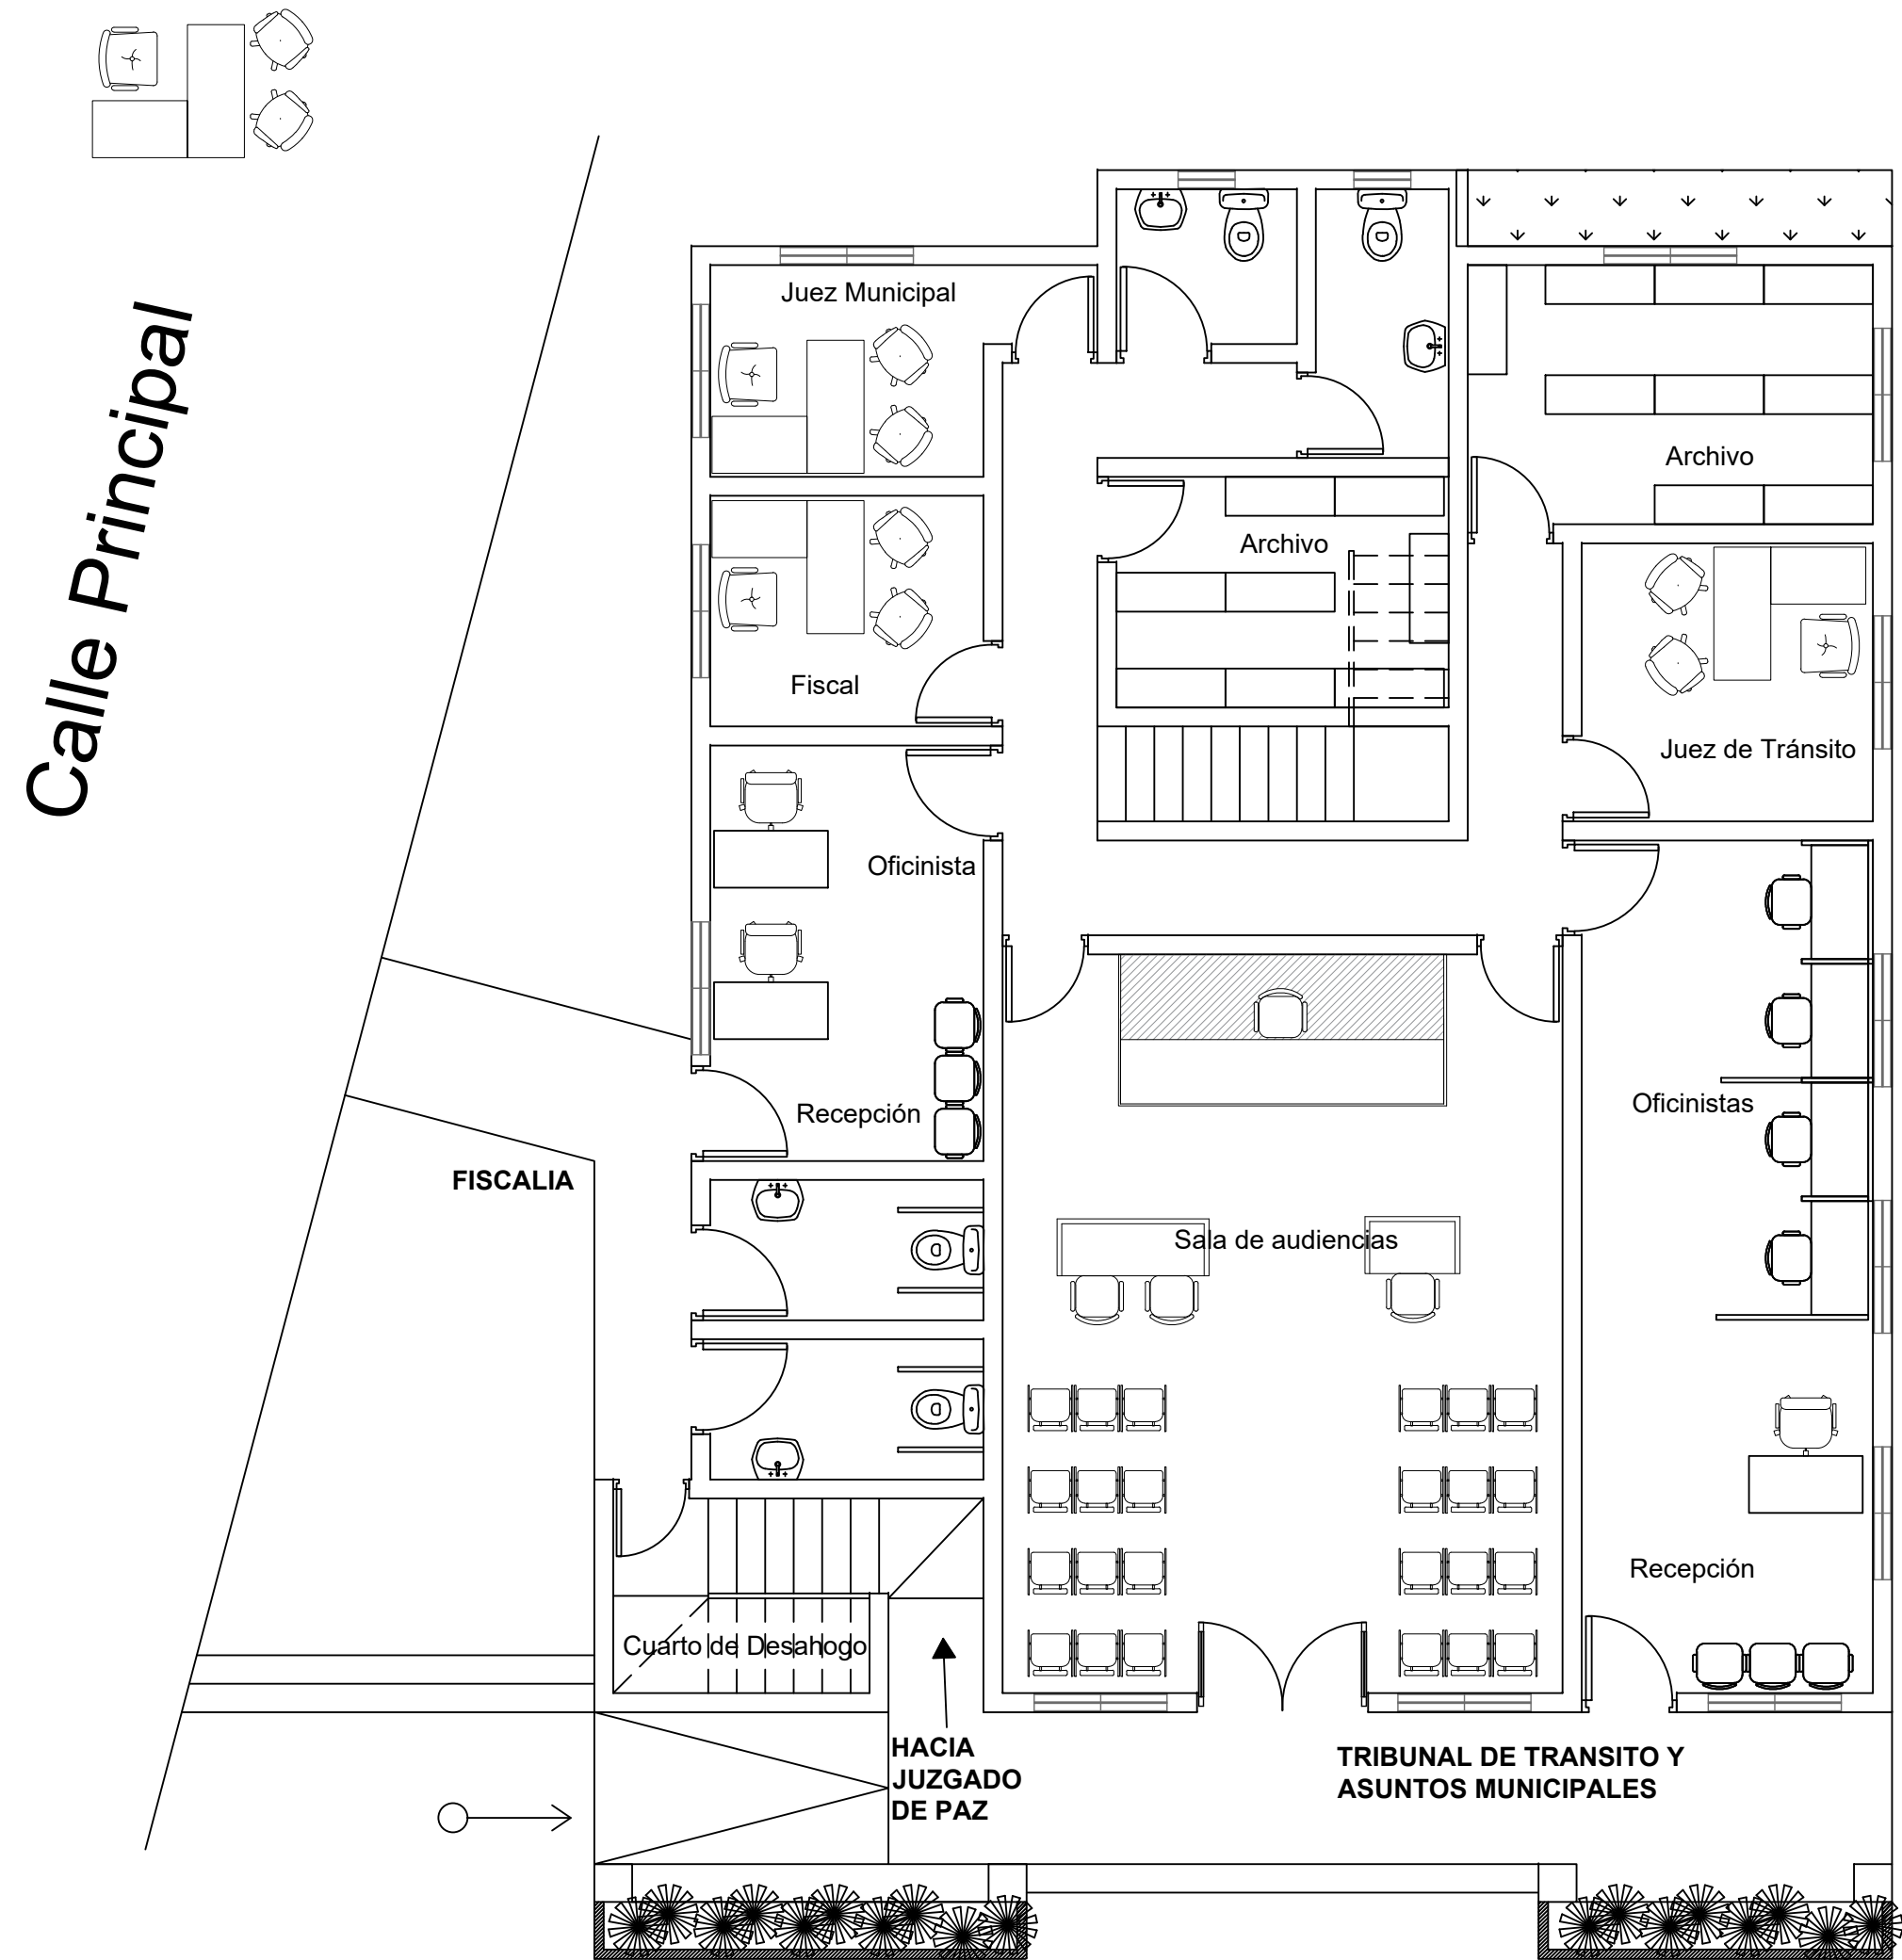 Calle Principal
Juez Municipal
Archivo
Archivo
Fiscal
Juez de Tránsito
Oficinista
Oficinistas
Recepción
FISCALIA
Sala de audiencias
Recepción
Cuarto de Desahogo
HACIA
JUZGADO
DE PAZ
TRIBUNAL DE TRANSITO Y
ASUNTOS MUNICIPALES